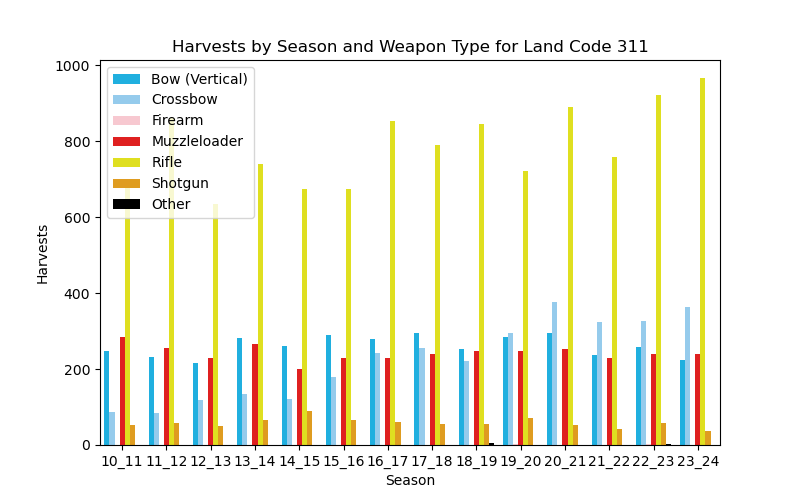 Harvests by Season and Weapon Type for Land Code 311
1000
800
600
400
200
0
Harvests
Bow (Vertical)
Crossbow
Firearm
Muzzleloader
Rifle
Shotgun
Other
10_11 11_12 12_13 13_14 14_15 15_16 16_17 17_18 18_19 19_20 20_21 21_22 22_23 23_24
Season